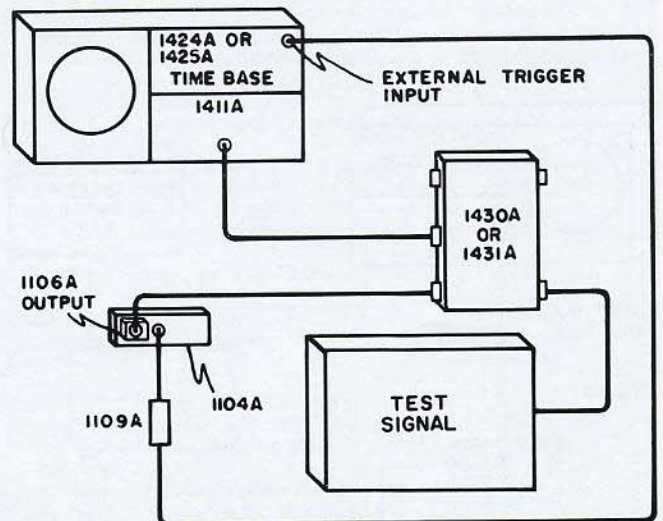 1424A OR
1425A
TIME BASE
1411A
EXTERNAL TRIGGER
INPUT
1430A
OR
1431A
1106A
OUTPUT
1104A
1109A
TEST
SIGNAL